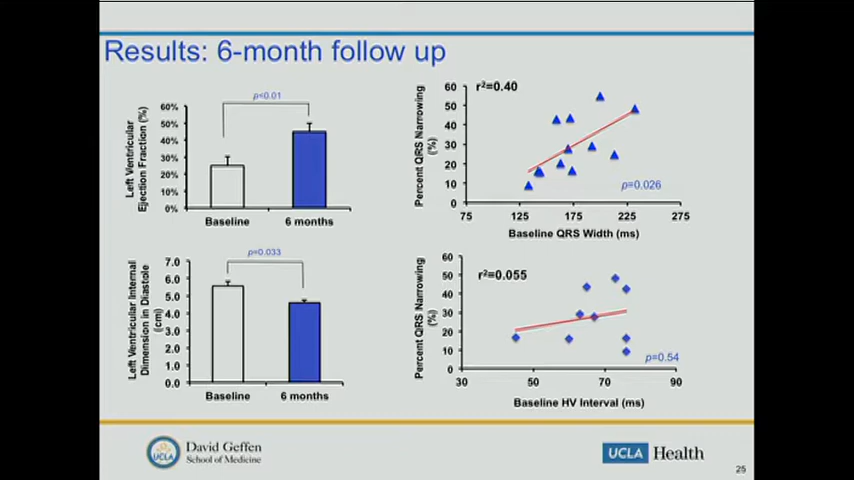 Results: 6-month follow up
Left Ventricular
Ejection Fraction (%)
60%
50%
40%
30%
20%
10%
0%
p<0.01
Baseline
6 months
Percent QRS Narrowing
(%)
60
50
40
30
20
10
0
r²=0.40
p=0.026
75
125
175
225
275
Baseline QRS Width (ms)
Left Ventricular Internal
Dimension in Diastole
(cm)
7.0
6.0
5.0
4.0
3.0
2.0
1.0
0.0
p=0.033
Baseline
6 months
Percent QRS Narrowing
(%)
60
50
40
30
20
10
0
r²=0.055
p=0.54
30
50
70
90
Baseline HV Interval (ms)
UCLA
David Geffen
School of Medicine
UCLA Health
25